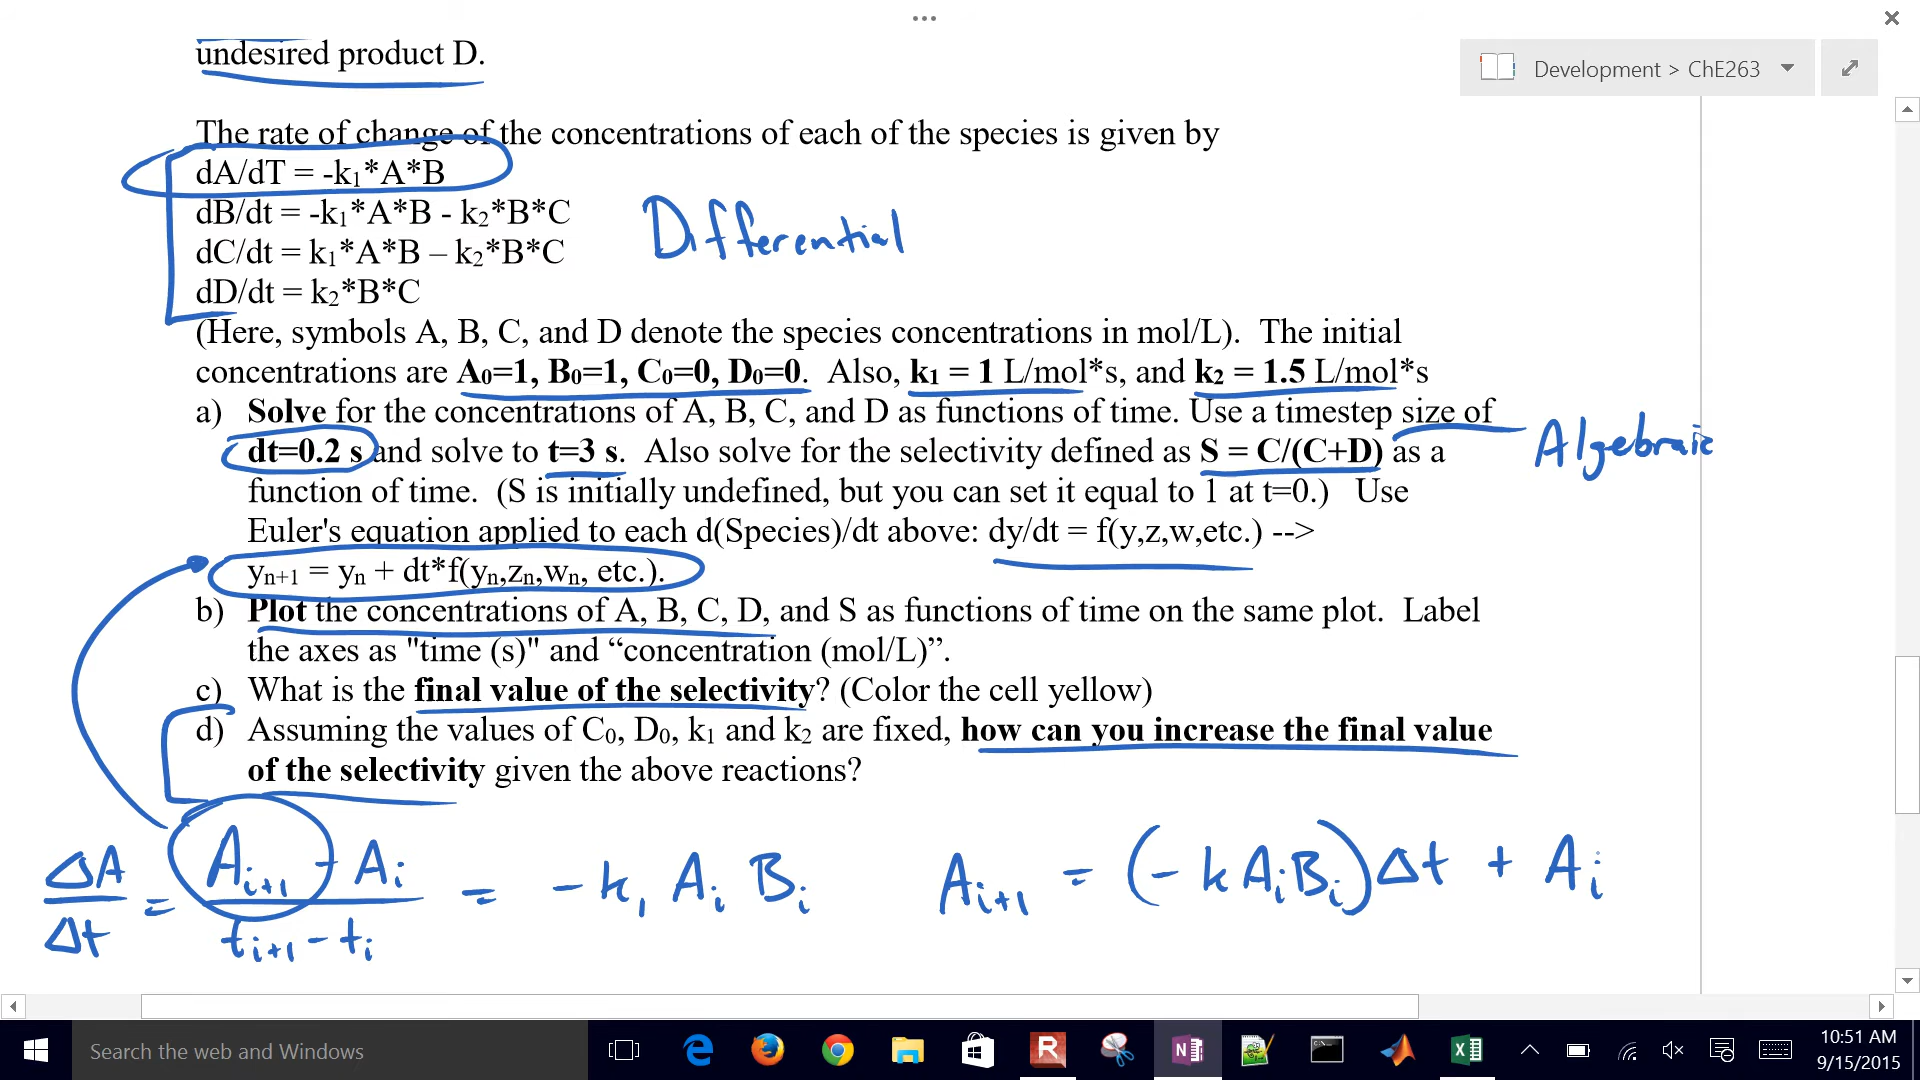 undesired product D.
Development > ChE263
The rate of change of the concentrations of each of the species is given by
dA/dT = -k₁*A*B
dB/dt = -k₁*A*B - k₂*B*C
Differential
dC/dt = k₁*A*B – k₂*B*C
dD/dt = k₂*B*C
(Here, symbols A, B, C, and D denote the species concentrations in mol/L).  The initial
concentrations are A₀=1, B₀=1, C₀=0, D₀=0.  Also, k₁ = 1 L/mol*s, and k₂ = 1.5 L/mol*s
a) Solve for the concentrations of A, B, C, and D as functions of time. Use a timestep size of
dt=0.2 s and solve to t=3 s.  Also solve for the selectivity defined as S = C/(C+D) as a
Algebraic
function of time.  (S is initially undefined, but you can set it equal to 1 at t=0.)   Use
Euler's equation applied to each d(Species)/dt above: dy/dt = f(y,z,w,etc.) -->
yₙ₊₁ = yₙ + dt*f(yₙ,zₙ,wₙ, etc.).
b) Plot the concentrations of A, B, C, D, and S as functions of time on the same plot.  Label
the axes as "time (s)" and “concentration (mol/L)”.
c) What is the final value of the selectivity? (Color the cell yellow)
d) Assuming the values of C₀, D₀, k₁ and k₂ are fixed, how can you increase the final value
of the selectivity given the above reactions?
ΔA/Δt = (Aᵢ₊₁ - Aᵢ)/(tᵢ₊₁ - tᵢ) = - k₁ Aᵢ Bᵢ
Aᵢ₊₁ = (- k AᵢBᵢ)Δt + Aᵢ
Search the web and Windows
10:51 AM
9/15/2015